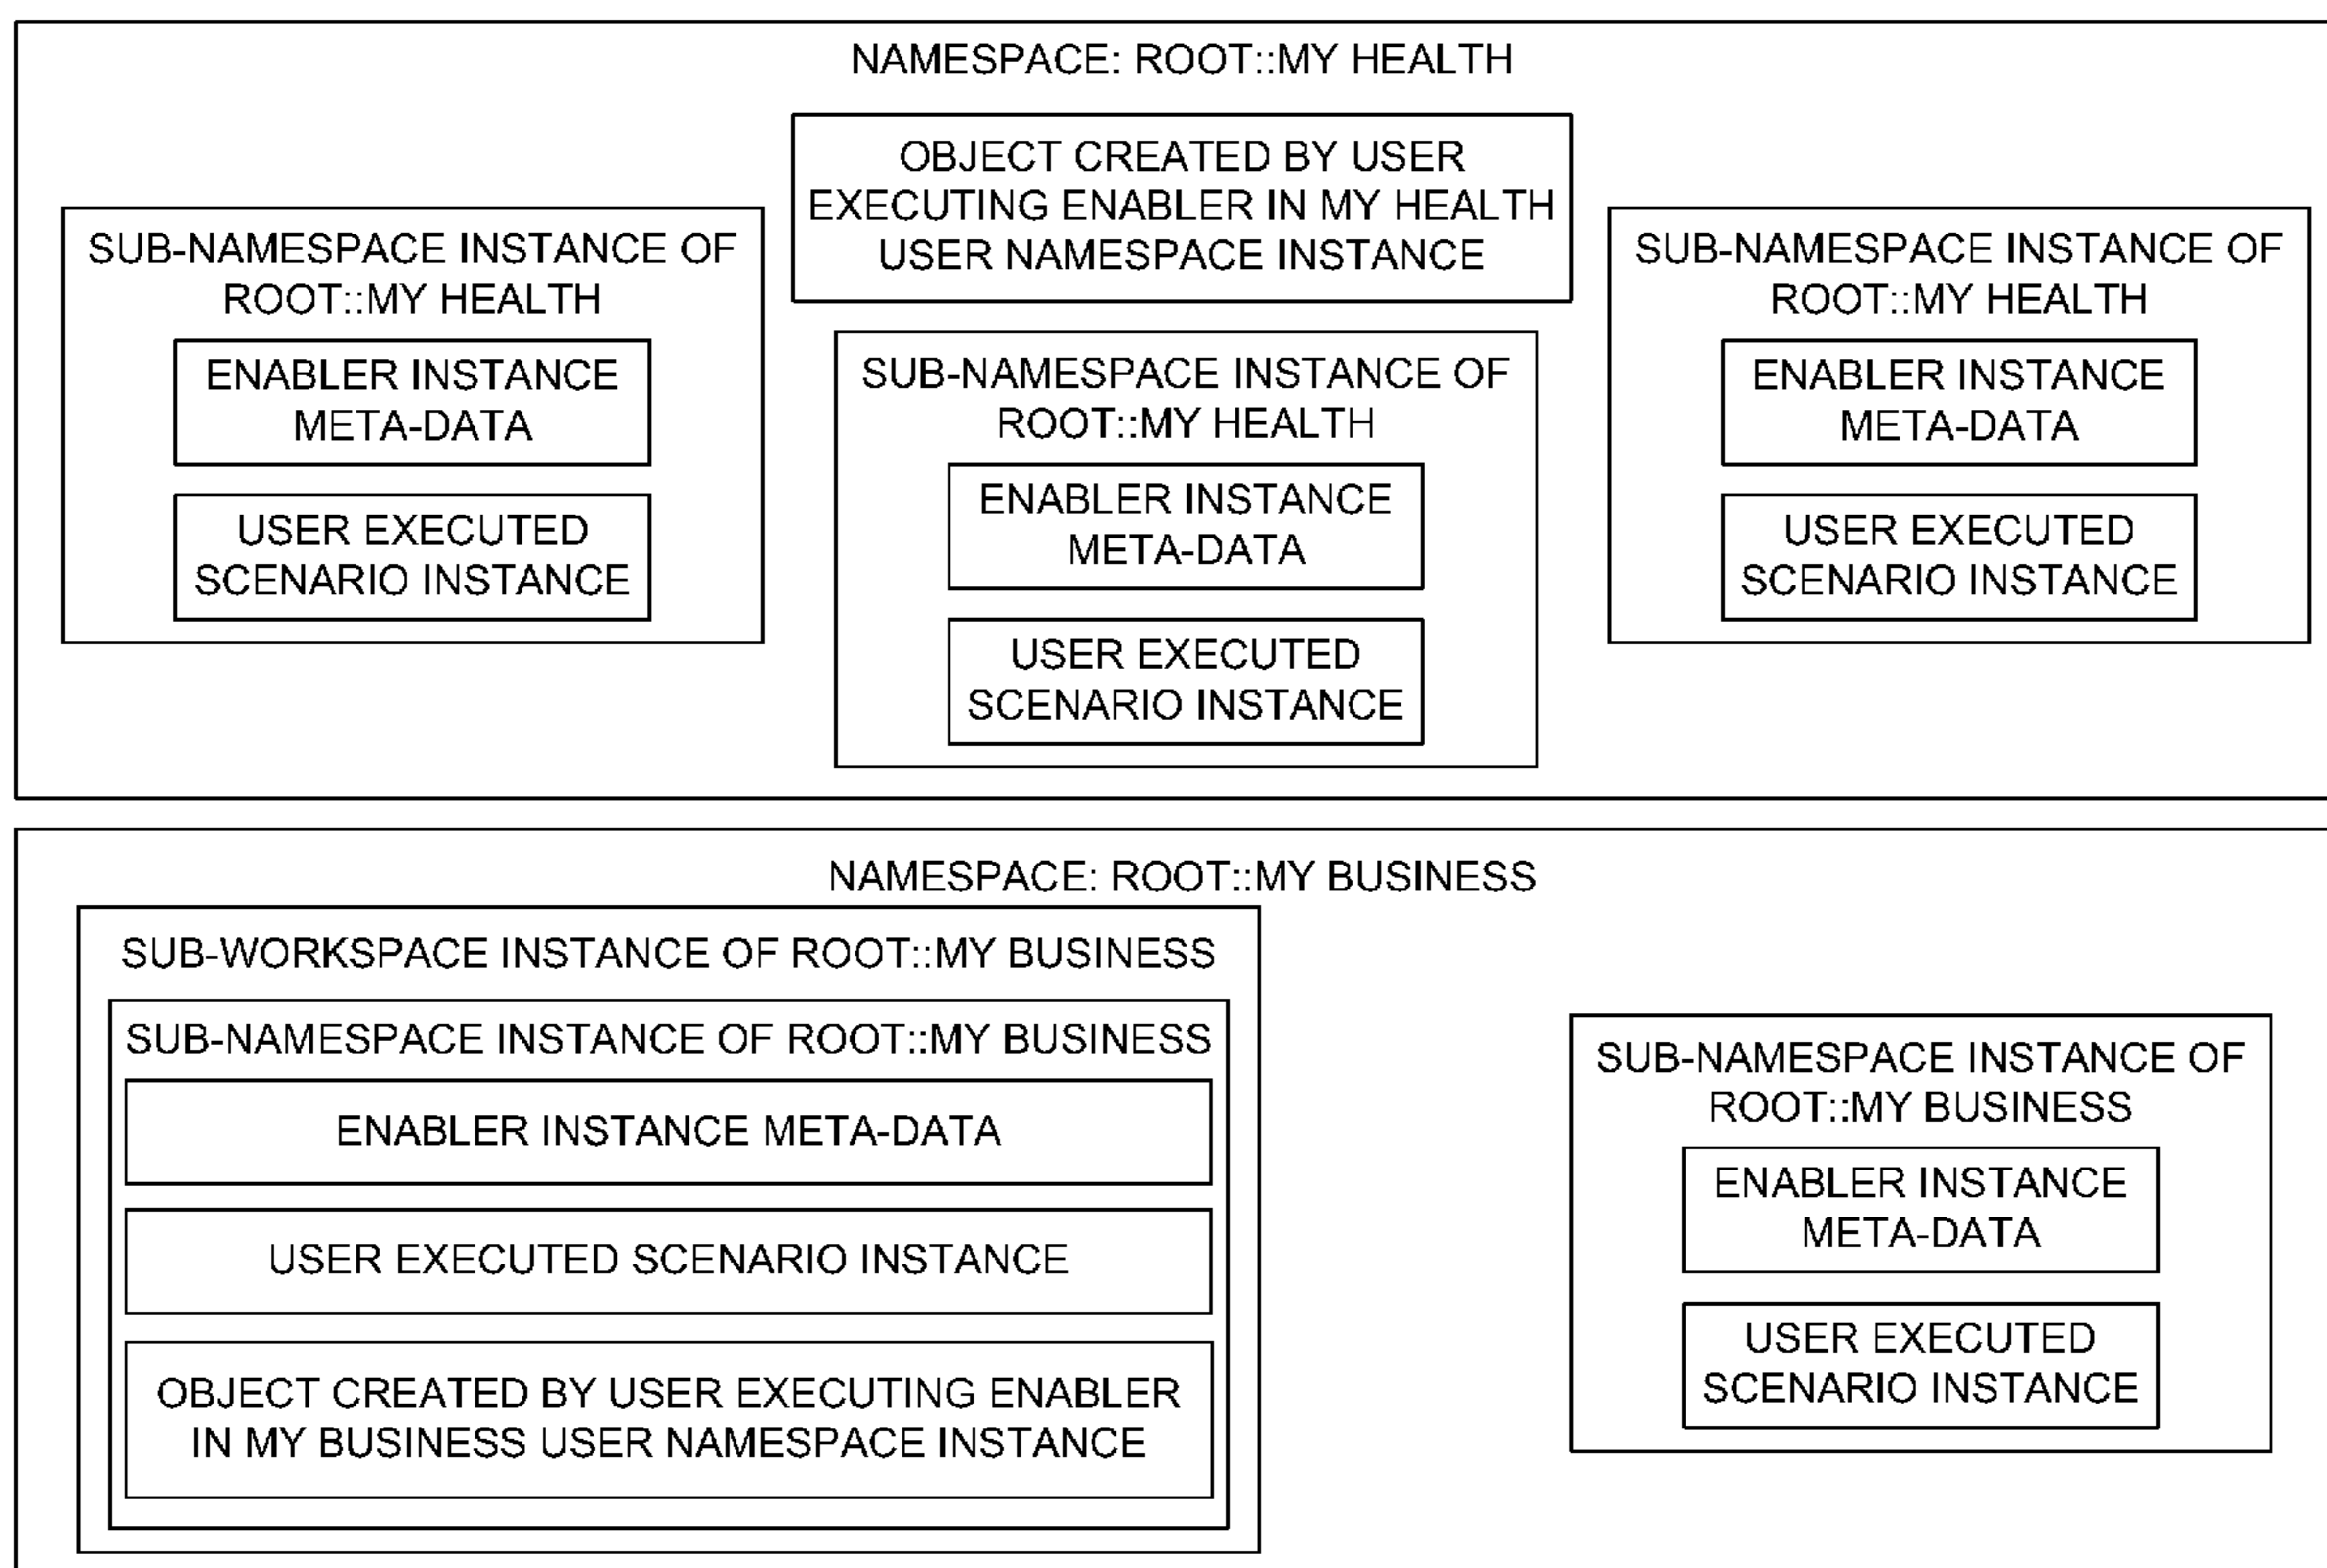 NAMESPACE: ROOT::MY HEALTH
OBJECT CREATED BY USER
EXECUTING ENABLER IN MY HEALTH
USER NAMESPACE INSTANCE
SUB-NAMESPACE INSTANCE OF
ROOT::MY HEALTH
ENABLER INSTANCE
META-DATA
USER EXECUTED
SCENARIO INSTANCE
SUB-NAMESPACE INSTANCE OF
ROOT::MY HEALTH
ENABLER INSTANCE
META-DATA
USER EXECUTED
SCENARIO INSTANCE
SUB-NAMESPACE INSTANCE OF
ROOT::MY HEALTH
ENABLER INSTANCE
META-DATA
USER EXECUTED
SCENARIO INSTANCE
NAMESPACE: ROOT::MY BUSINESS
SUB-WORKSPACE INSTANCE OF ROOT::MY BUSINESS
SUB-NAMESPACE INSTANCE OF ROOT::MY BUSINESS
ENABLER INSTANCE META-DATA
USER EXECUTED SCENARIO INSTANCE
OBJECT CREATED BY USER EXECUTING ENABLER
IN MY BUSINESS USER NAMESPACE INSTANCE
SUB-NAMESPACE INSTANCE OF
ROOT::MY BUSINESS
ENABLER INSTANCE
META-DATA
USER EXECUTED
SCENARIO INSTANCE